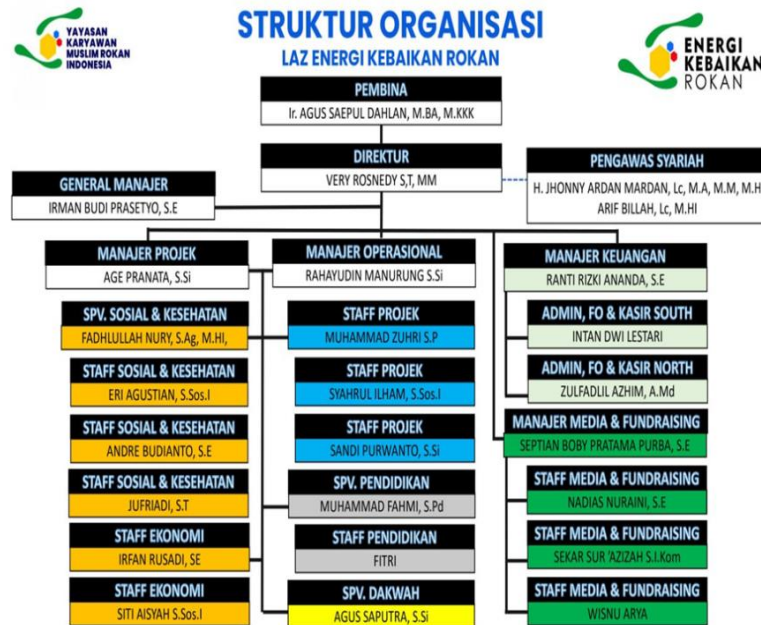 YAYASAN
KARYAWAN
MUSLIM ROKAN
INDONESIA
STRUKTUR ORGANISASI
LAZ ENERGI KEBAIKAN ROKAN
ENERGI
KEBAIKAN
ROKAN
PEMBINA
Ir. AGUS SAEPUL DAHLAN, M.BA, M.KKK
DIREKTUR
VERY ROSNEDY S,T, MM
PENGAWAS SYARIAH
H. JHONNY ARDAN MARDAN, Lc, M.A, M.M, M.H
ARIF BILLAH, Lc, M.HI
GENERAL MANAJER
IRMAN BUDI PRASETYO, S.E
MANAJER PROJEK
AGE PRANATA, S.Si
MANAJER OPERASIONAL
RAHAYUDIN MANURUNG S.Si
MANAJER KEUANGAN
RANTI RIZKI ANANDA, S.E
SPV. SOSIAL & KESEHATAN
FADHLULLAH NURY, S.Ag, M.HI,
STAFF PROJEK
MUHAMMAD ZUHRI S.P
ADMIN, FO & KASIR SOUTH
INTAN DWI LESTARI
STAFF SOSIAL & KESEHATAN
ERI AGUSTIAN, S.Sos.I
STAFF PROJEK
SYAHRUL ILHAM, S.Sos.I
ADMIN, FO & KASIR NORTH
ZULFADLIL AZHIM, A.Md
STAFF SOSIAL & KESEHATAN
ANDRE BUDIANTO, S.E
STAFF PROJEK
SANDI PURWANTO, S.Si
MANAJER MEDIA & FUNDRAISING
SEPTIAN BOBY PRATAMA PURBA, S.E
STAFF SOSIAL & KESEHATAN
JUFRIADI, S.T
SPV. PENDIDIKAN
MUHAMMAD FAHMI, S.Pd
STAFF MEDIA & FUNDRAISING
NADIAS NURAINI, S.E
STAFF EKONOMI
IRFAN RUSADI, SE
STAFF PENDIDIKAN
FITRI
STAFF MEDIA & FUNDRAISING
SEKAR SUR 'AZIZAH S.I.Kom
STAFF EKONOMI
SITI AISYAH S.Sos.I
SPV. DAKWAH
AGUS SAPUTRA, S.Si
STAFF MEDIA & FUNDRAISING
WISNU ARYA